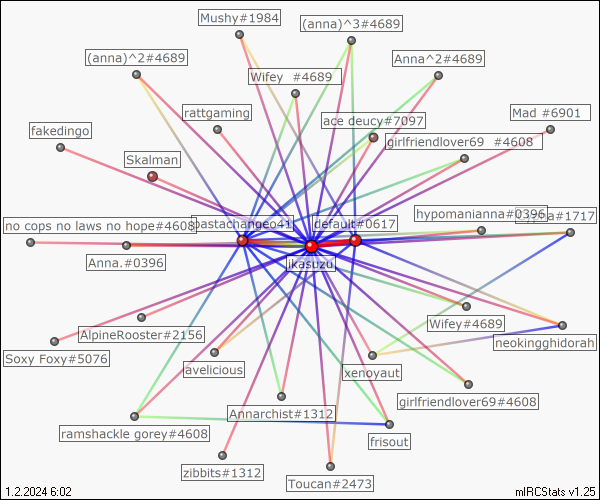 Mushy#1984
(anna)^3#4689
(anna)^2#4689
Anna^2#4689
Wifey #4689
rattgaming
ace deucy#7097
Mad #6901
fakedingo
girlfriendlover69 #4608
Skalman
hypomanianna#0396
#1717
no cops no laws no hope#4608
pastachangeo41
default#0617
Anna.#0396
jkasuzu
AlpineRooster#2156
Wifey#4689
neokingghidorah
Soxy Foxy#5076
avelicious
xenoyaut
girlfriendlover69#4608
Annarchist#1312
ramshackle gorey#4608
frisout
zibbits#1312
Toucan#2473
1.2.2024 6:02
mIRCStats v1.25